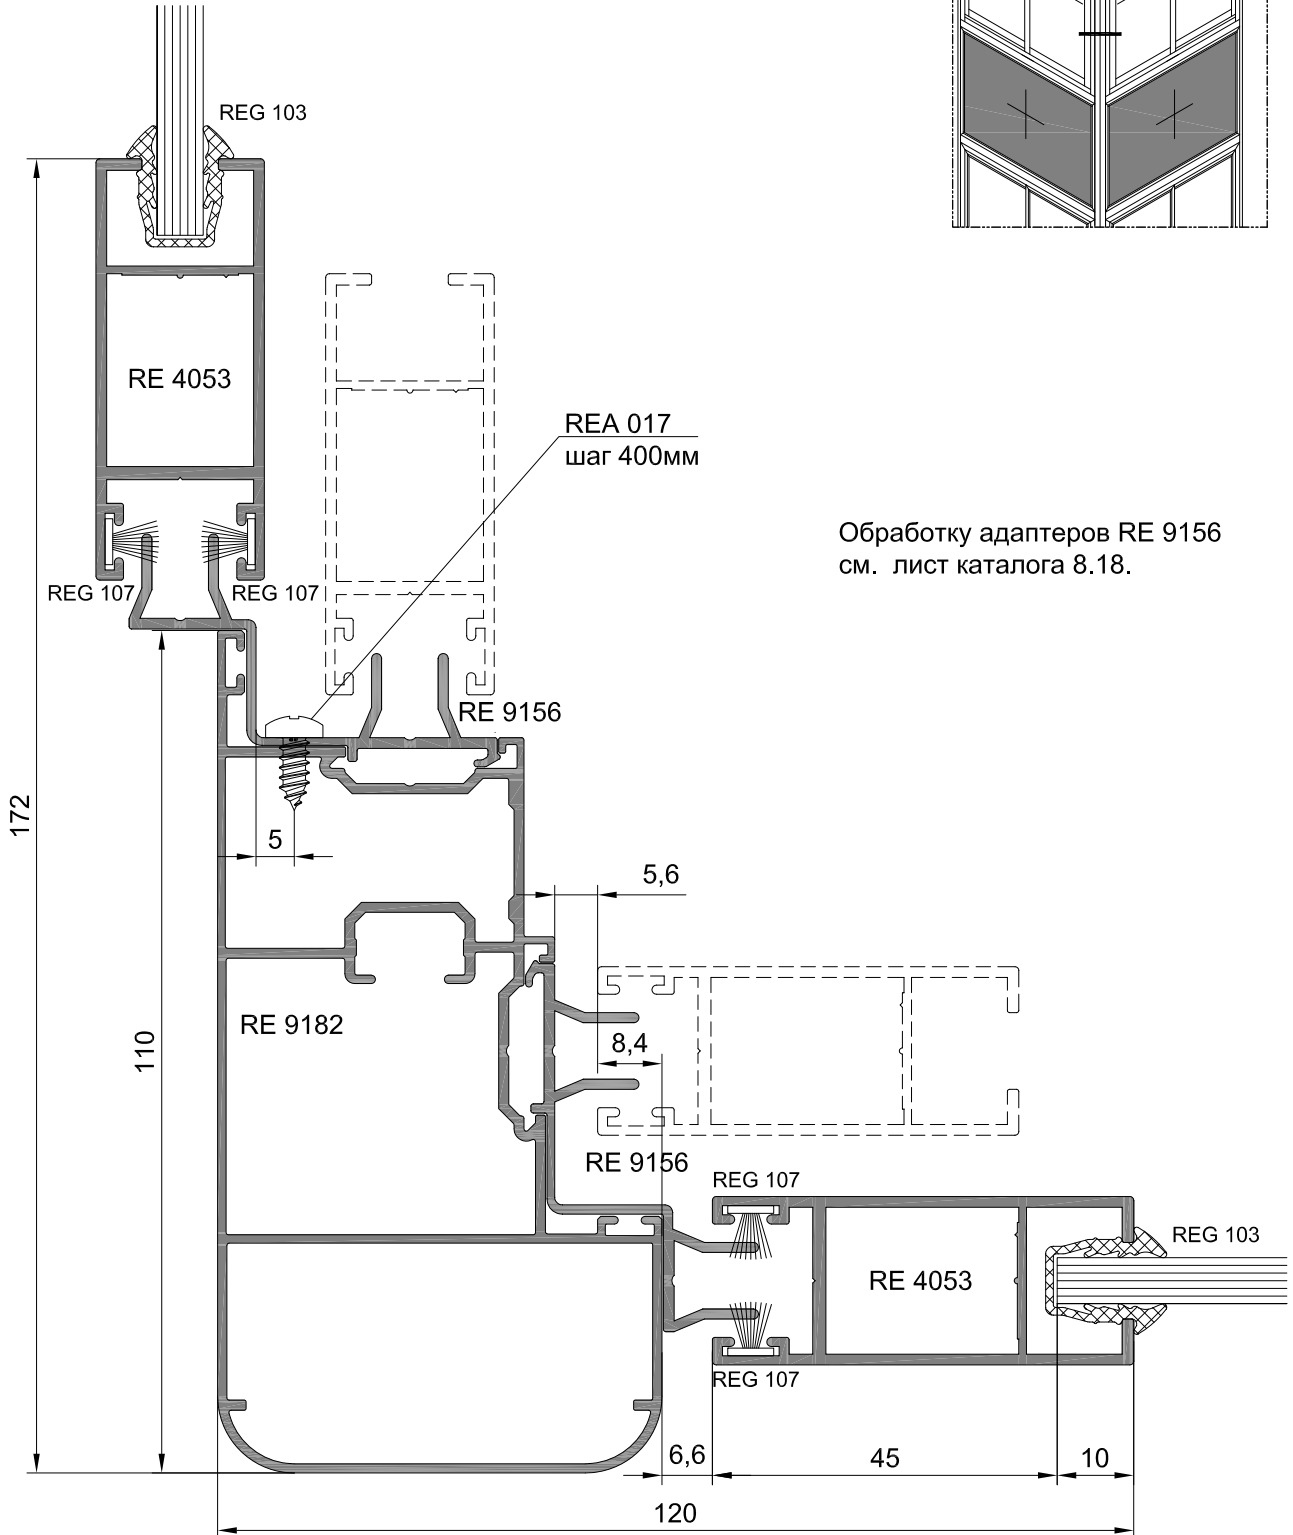 REG 103
RE 4053
REA 017
шаг 400мм
Обработку адаптеров RE 9156
см. лист каталога 8.18.
REG 107
REG 107
RE 9156
172
5
5,6
RE 9182
8,4
110
RE 9156
REG 107
REG 103
RE 4053
REG 107
6,6
45
10
120